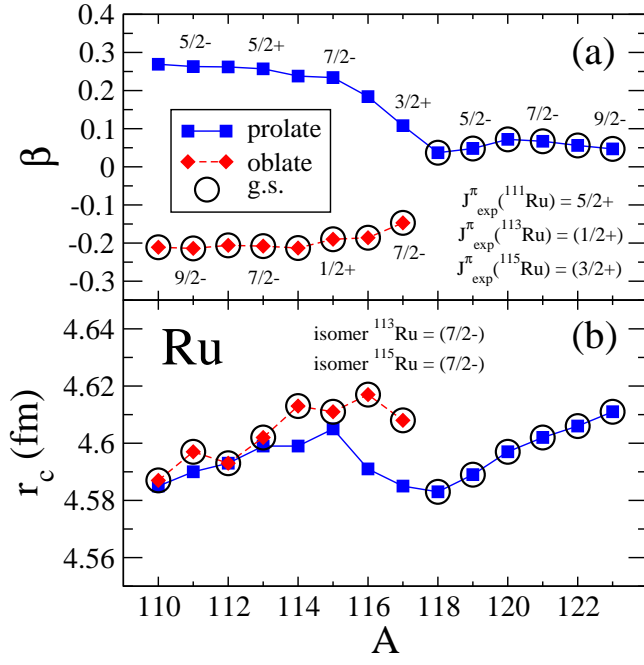 0.4
(a)
5/2-
5/2+
7/2-
0.3
0.2
3/2+
prolate
5/2-
7/2-
9/2-
0.1
β
oblate
0
g.s.
J^π_exp(^111Ru) = 5/2+
-0.1
J^π_exp(^113Ru) = (1/2+)
-0.2
J^π_exp(^115Ru) = (3/2+)
9/2-
7/2-
1/2+
7/2-
-0.3
4.64
Ru
isomer ^113Ru = (7/2-)
(b)
isomer ^115Ru = (7/2-)
4.62
r_c (fm)
4.6
4.58
4.56
110
112
114
116
118
120
122
A